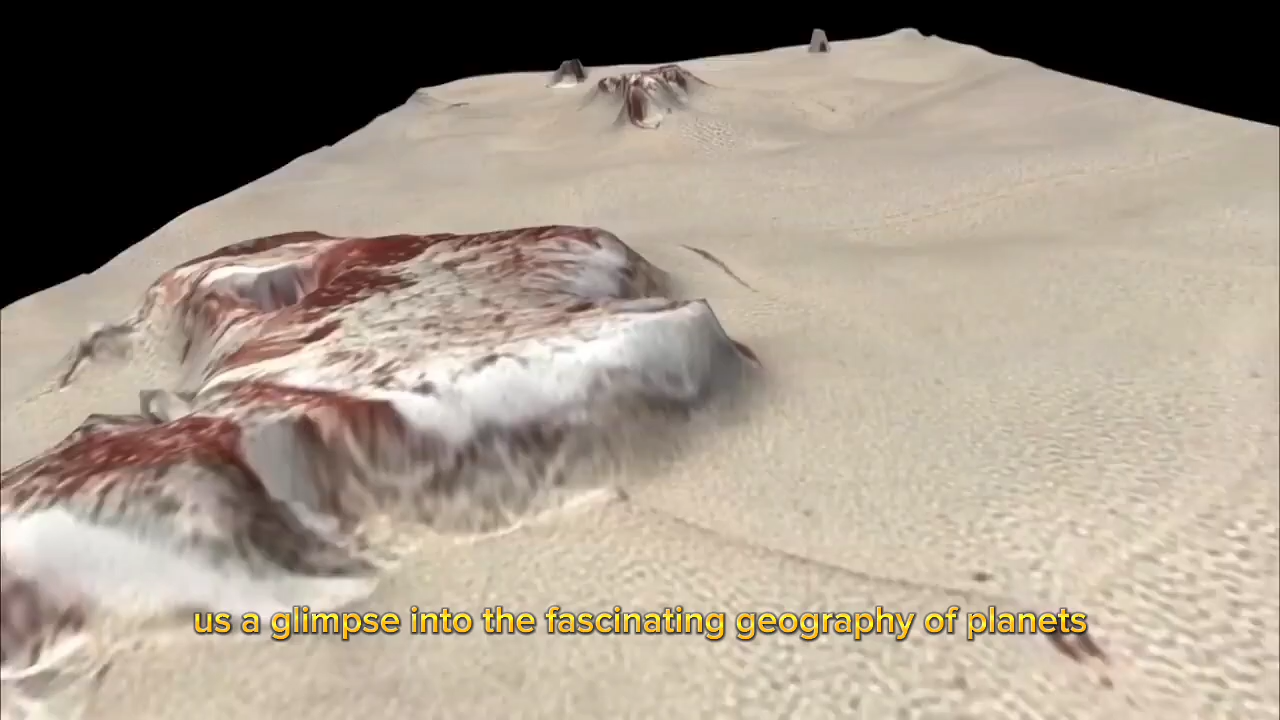 us a glimpse into the fascinating geography of planets